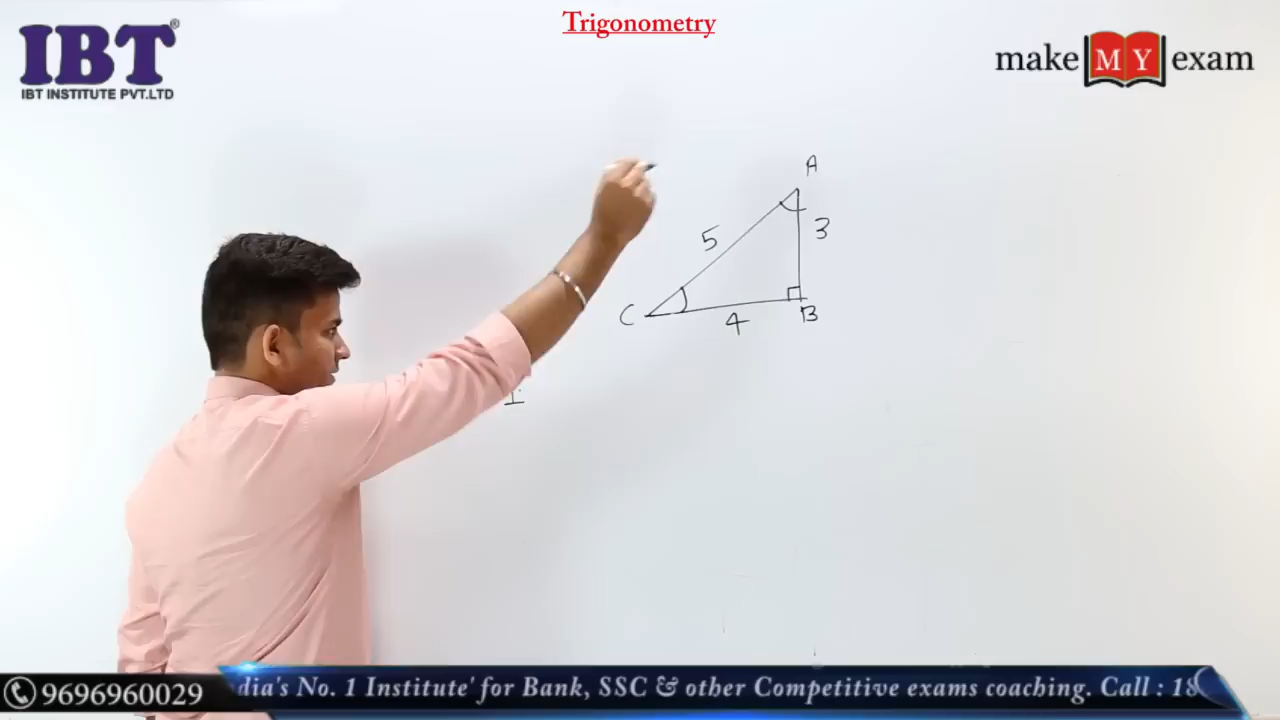 Trigonometry
IBT®
IBT INSTITUTE PVT.LTD
make MY exam
A
5
3
C
4
B
9696960029
dia's No. 1 Institute' for Bank, SSC & other Competitive exams coaching. Call : 18